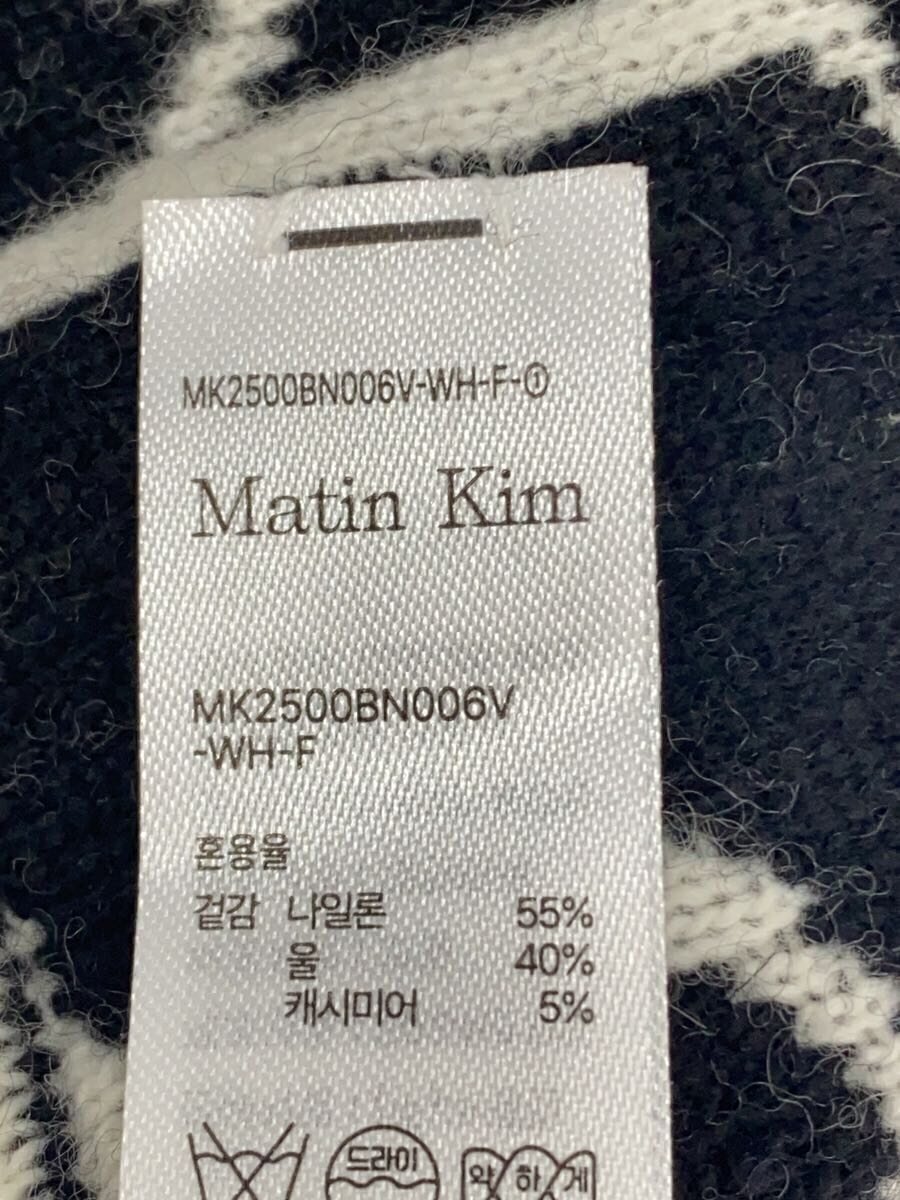 MK2500BN006V-WH-F-①
Matin Kim
MK2500BN006V
-WH-F
혼용율
겉감 나일론 55%
울 40%
캐시미어 5%
드라이
약하게